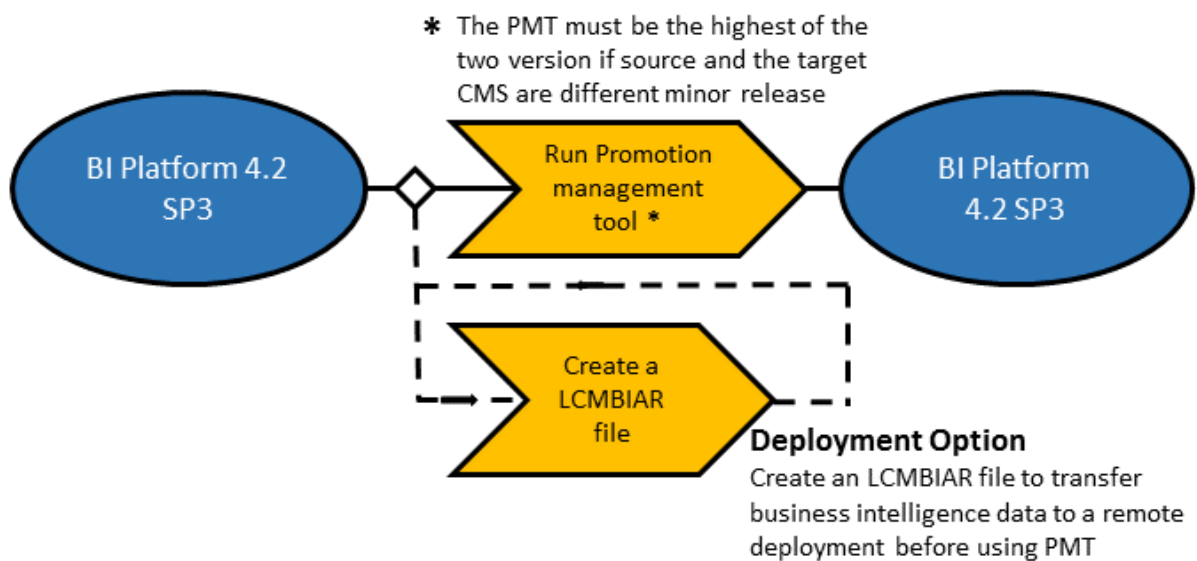 * The PMT must be the highest of the
two version if source and the target
CMS are different minor release
BI Platform 4.2
SP3
Run Promotion
management
tool *
BI Platform
4.2 SP3
Create a
LCMBIAR
file
Deployment Option
Create an LCMBIAR file to transfer
business intelligence data to a remote
deployment before using PMT